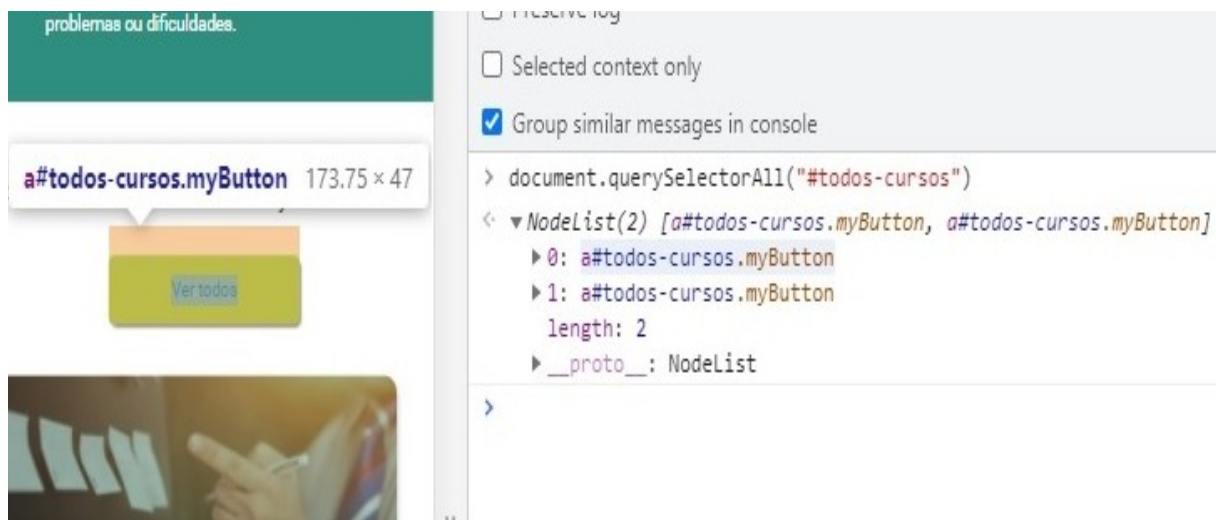 problemas ou dificuldades.
a#todos-cursos.myButton 173.75 × 47
Ver todos
Preserve log
Selected context only
Group similar messages in console
> document.querySelectorAll("#todos-cursos")
<· ▼NodeList(2) [a#todos-cursos.myButton, a#todos-cursos.myButton]
▶0: a#todos-cursos.myButton
▶1: a#todos-cursos.myButton
length: 2
▶__proto__: NodeList
>